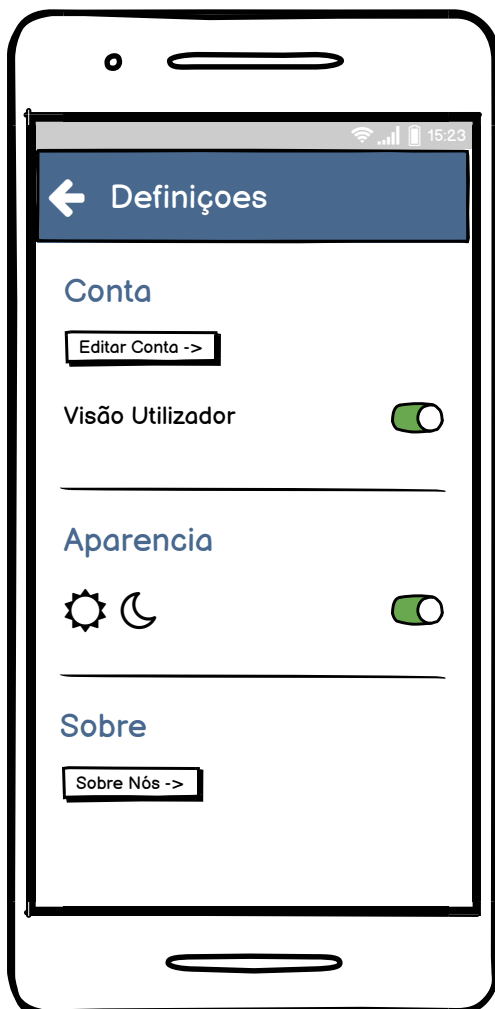 15:23
Definiçoes
Conta
Editar Conta ->
Visão Utilizador
Aparencia
Sobre
Sobre Nós ->